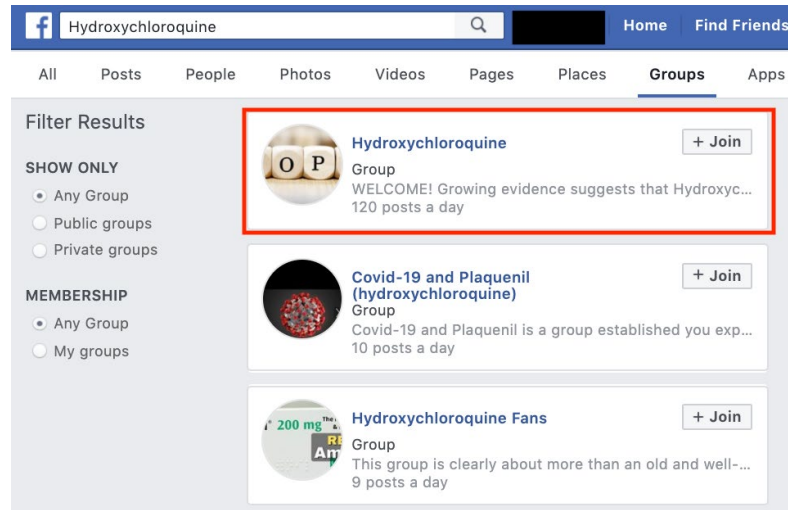 f Hydroxychloroquine Home Find Friends
All Posts People Photos Videos Pages Places Groups Apps
Filter Results
SHOW ONLY
Any Group
Public groups
Private groups
MEMBERSHIP
Any Group
My groups
O P
Hydroxychloroquine
+ Join
Group
WELCOME! Growing evidence suggests that Hydroxyc...
120 posts a day
Covid-19 and Plaquenil
(hydroxychloroquine)
+ Join
Group
Covid-19 and Plaquenil is a group established you exp...
10 posts a day
200 mg
Am
Hydroxychloroquine Fans
+ Join
Group
This group is clearly about more than an old and well-...
9 posts a day